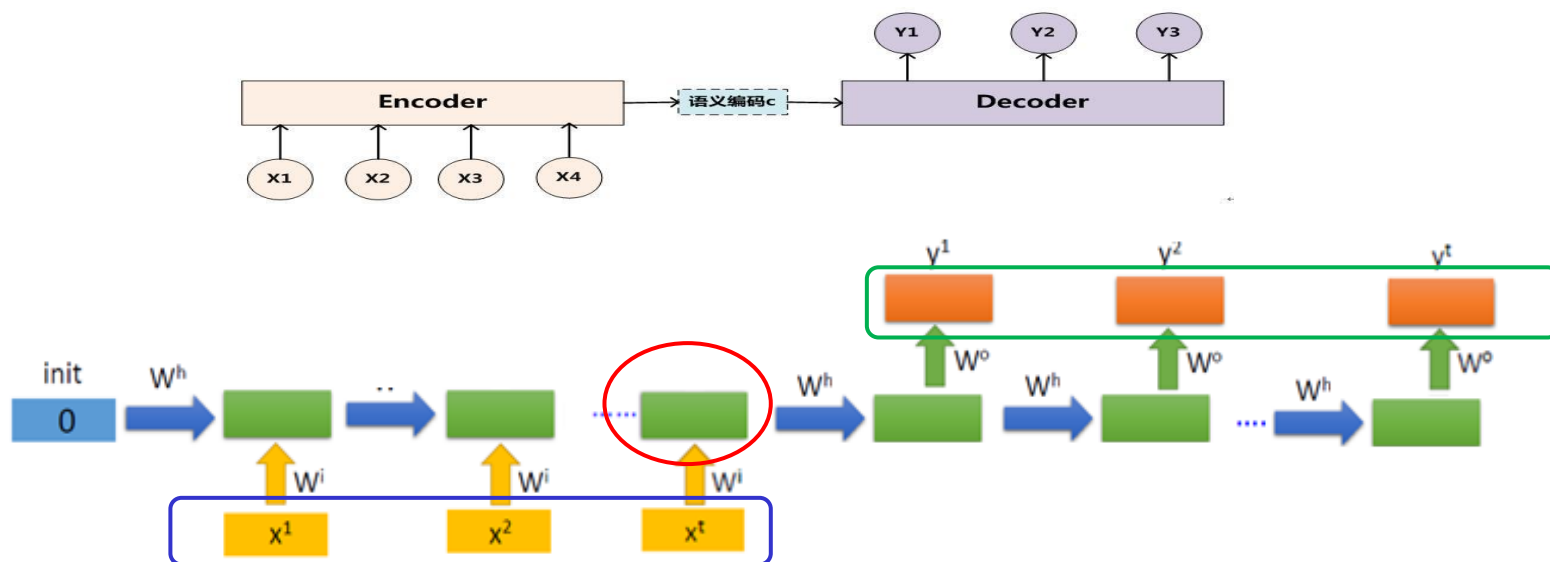 Y1 Y2 Y3
Encoder 语义编码c Decoder
X1 X2 X3 X4
y¹ y² yᵗ
Wᵒ Wᵒ Wᵒ
init Wʰ .. Wʰ Wʰ Wʰ
0 ...... ....
Wⁱ Wⁱ Wⁱ
x¹ x² xᵗ